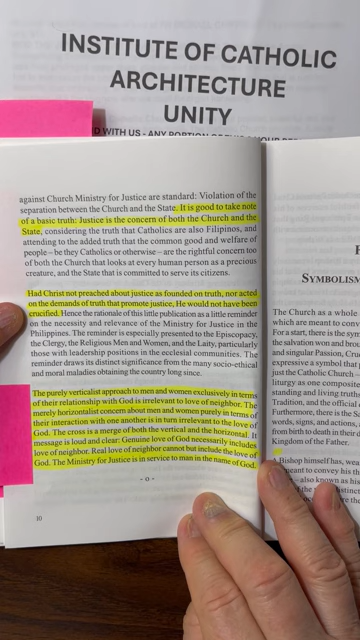 INSTITUTE OF CATHOLIC
ARCHITECTURE
UNITY
D WITH US - ANY PORTION OF
against Church Ministry for Justice are standard: Violation of the
separation between the Church and the State. It is good to take note
of a basic truth: Justice is the concern of both the Church and the
State, considering the truth that Catholics are also Filipinos, and
attending to the added truth that the common good and welfare of
people – be they Catholics or otherwise – are the rightful concern too
of both the Church that looks at every human person as a precious
creature, and the State that is committed to serve its citizens.
Had Christ not preached about justice as founded on truth, nor acted
on the demands of truth that promote justice, He would not have been
crucified. Hence the rationale of this little publication as a little reminder
on the necessity and relevance of the Ministry for Justice in the
Philippines. The reminder is especially presented to the Episcopacy,
the Clergy, the Religious Men and Women, and the Laity, particularly
those with leadership positions in the ecclesial communities. The
reminder draws its distinct significance from the many socio-ethical
and moral maladies obtaining the country long since.
The purely verticalist approach to men and women exclusively in terms
of their relationship with God is irrelevant to love of neighbor. The
merely horizontalist concern about men and women purely in terms of
their interaction with one another is in turn irrelevant to the love of
God. The cross is a merge of both the vertical and the horizontal. It
message is loud and clear: Genuine love of God necessarily includes
love of neighbor. Real love of neighbor cannot but include the love of
God. The Ministry for Justice is in service to man in the name of God.
- o -
16
SYMBOLISM
The Church as a whole
which are meant to conv
For a start, there is the sym
the salvation won and brou
and singular Passion, Cruc
expressive a symbol that p
just the Catholic Church –
liturgy as one composite
standing and living truths
Tradition, and the official
Furthermore, there is the Sa
words, signs, and actions,
from birth to death in their d
Kingdom of the Father.
Bishop himself has, wea
meant to convey his
– also known as his
distinct